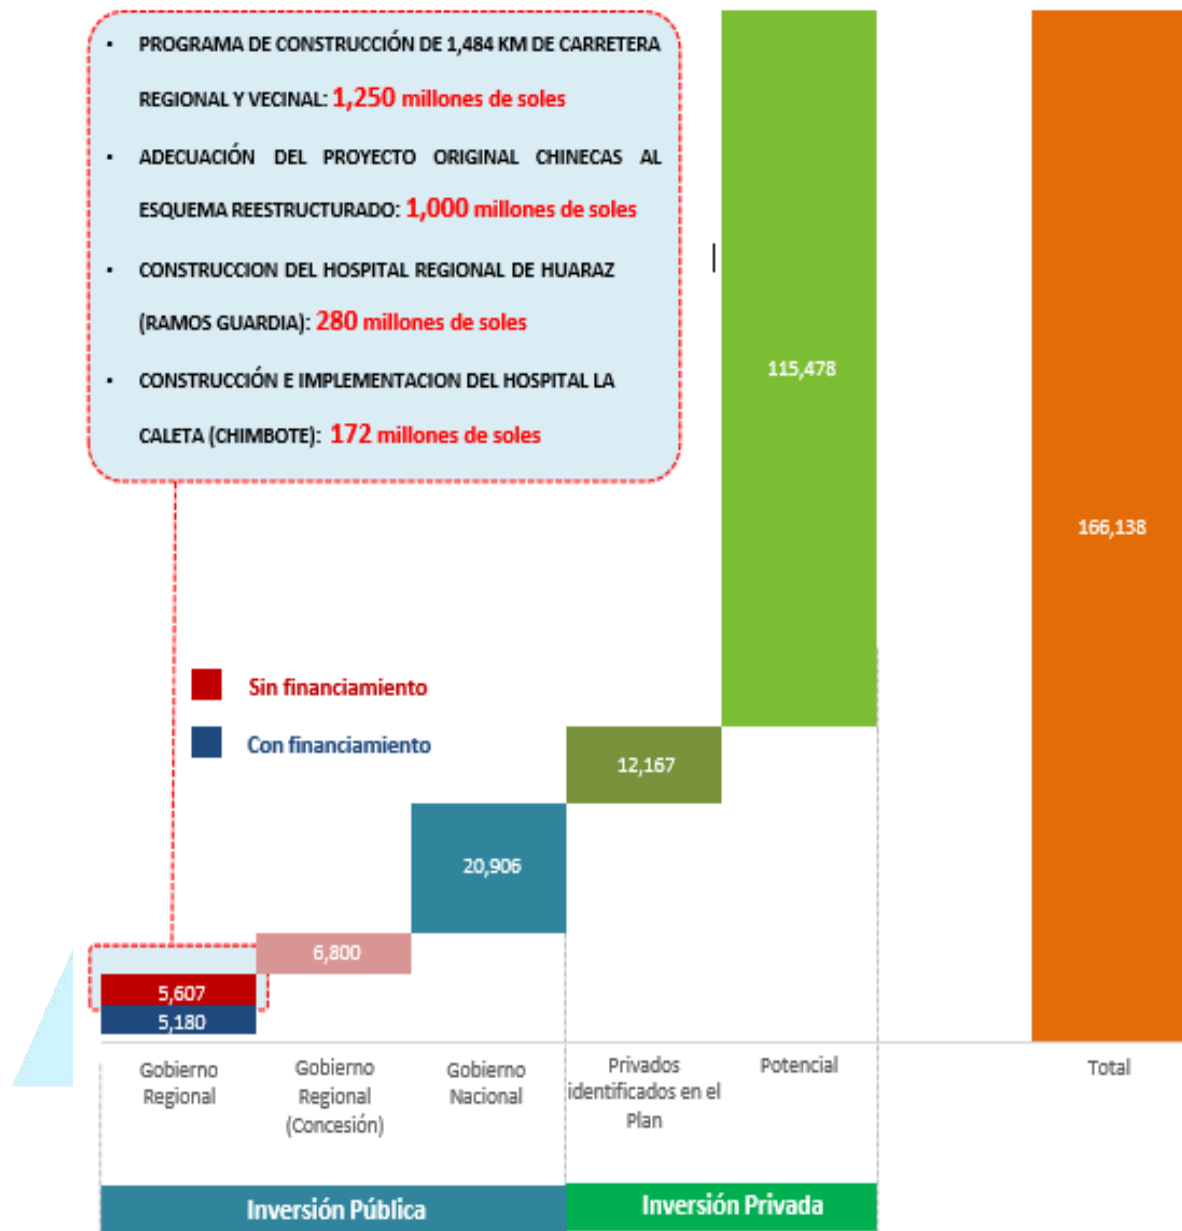 ▪ PROGRAMA DE CONSTRUCCIÓN DE 1,484 KM DE CARRETERA
REGIONAL Y VECINAL: 1,250 millones de soles
▪ ADECUACIÓN DEL PROYECTO ORIGINAL CHINECAS AL
ESQUEMA REESTRUCTURADO: 1,000 millones de soles
▪ CONSTRUCCION DEL HOSPITAL REGIONAL DE HUARAZ
(RAMOS GUARDIA): 280 millones de soles
▪ CONSTRUCCIÓN E IMPLEMENTACION DEL HOSPITAL LA
CALETA (CHIMBOTE): 172 millones de soles
115,478
166,138
Sin financiamiento
Con financiamiento
12,167
20,906
6,800
5,607
5,180
Gobierno
Regional
Gobierno
Regional
(Concesión)
Gobierno
Nacional
Privados
identificados en el
Plan
Potencial
Total
Inversión Pública
Inversión Privada